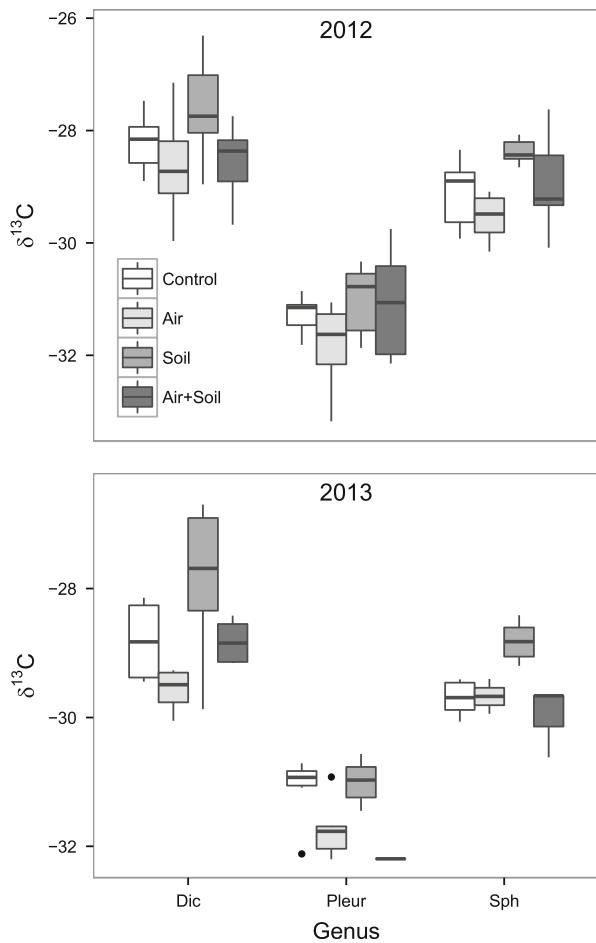 2012
−26
−28
−30
−32
δ¹³C
Control
Air
Soil
Air+Soil
2013
−28
−30
−32
δ¹³C
Dic
Pleur
Sph
Genus